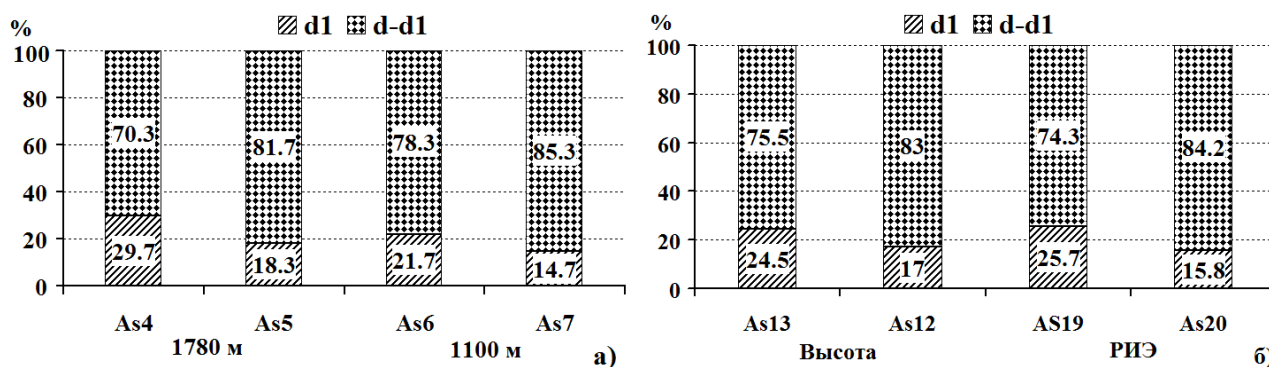 % d1 d-d1
100
80
60
40
20
0
70.3 81.7 78.3 85.3
29.7 18.3 21.7 14.7
As4 As5 As6 As7
1780 м 1100 м а)
% d1 d-d1
100
80
60
40
20
0
75.5 83 74.3 84.2
24.5 17 25.7 15.8
As13 As12 AS19 As20
Высота РИЭ б)